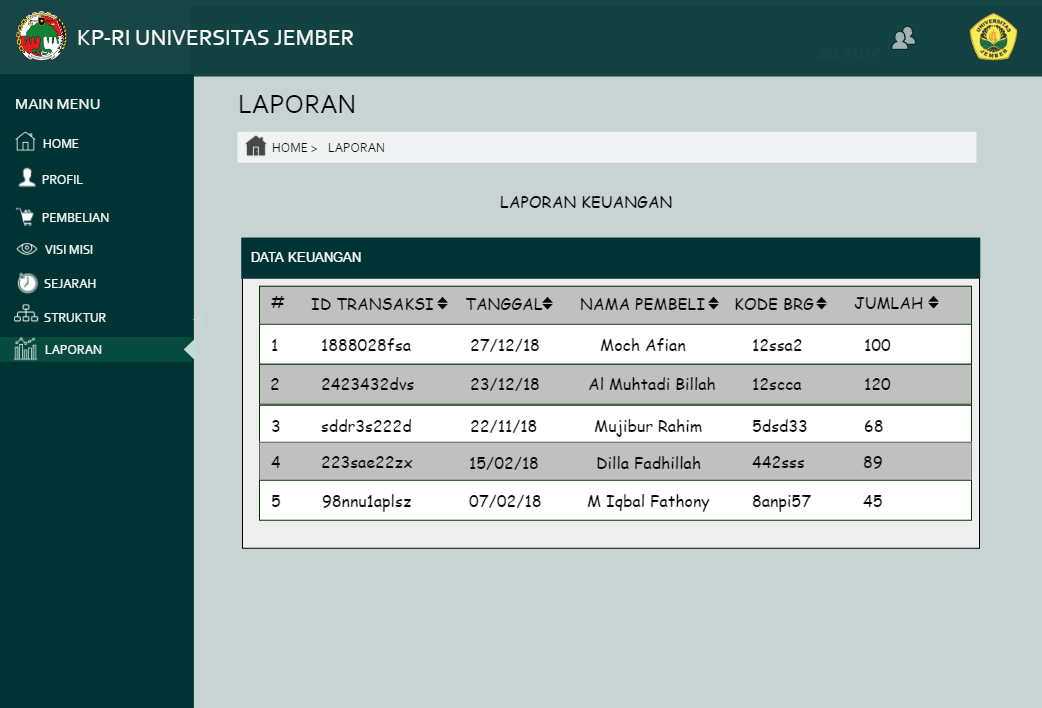 KP-RI UNIVERSITAS JEMBER
UNIVERSITAS
JEMBER
MAIN MENU
HOME
PROFIL
PEMBELIAN
VISI MISI
SEJARAH
STRUKTUR
LAPORAN
LAPORAN
HOME > LAPORAN
LAPORAN KEUANGAN
DATA KEUANGAN
# ID TRANSAKSI TANGGAL NAMA PEMBELI KODE BRG JUMLAH
1 1888028fsa 27/12/18 Moch Afian 12ssa2 100
2 2423432dvs 23/12/18 Al Muhtadi Billah 12scca 120
3 sddr3s222d 22/11/18 Mujibur Rahim 5dsd33 68
4 223sae22zx 15/02/18 Dilla Fadhillah 442sss 89
5 98nnu1aplsz 07/02/18 M Iqbal Fathony 8anpi57 45